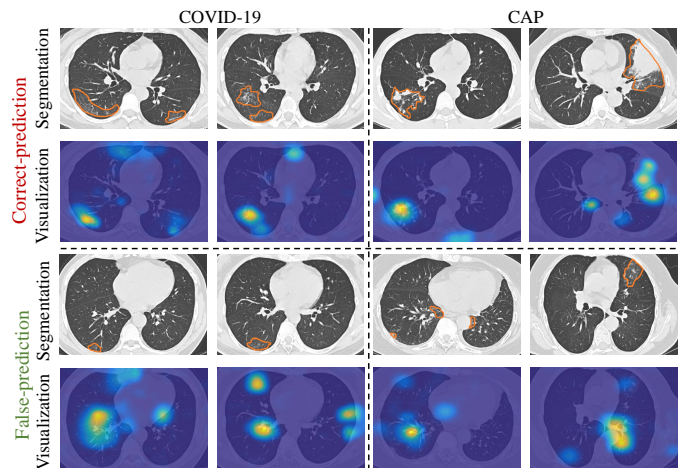 COVID-19
CAP
Correct-prediction
Segmentation
Visualization
False-prediction
Segmentation
Visualization